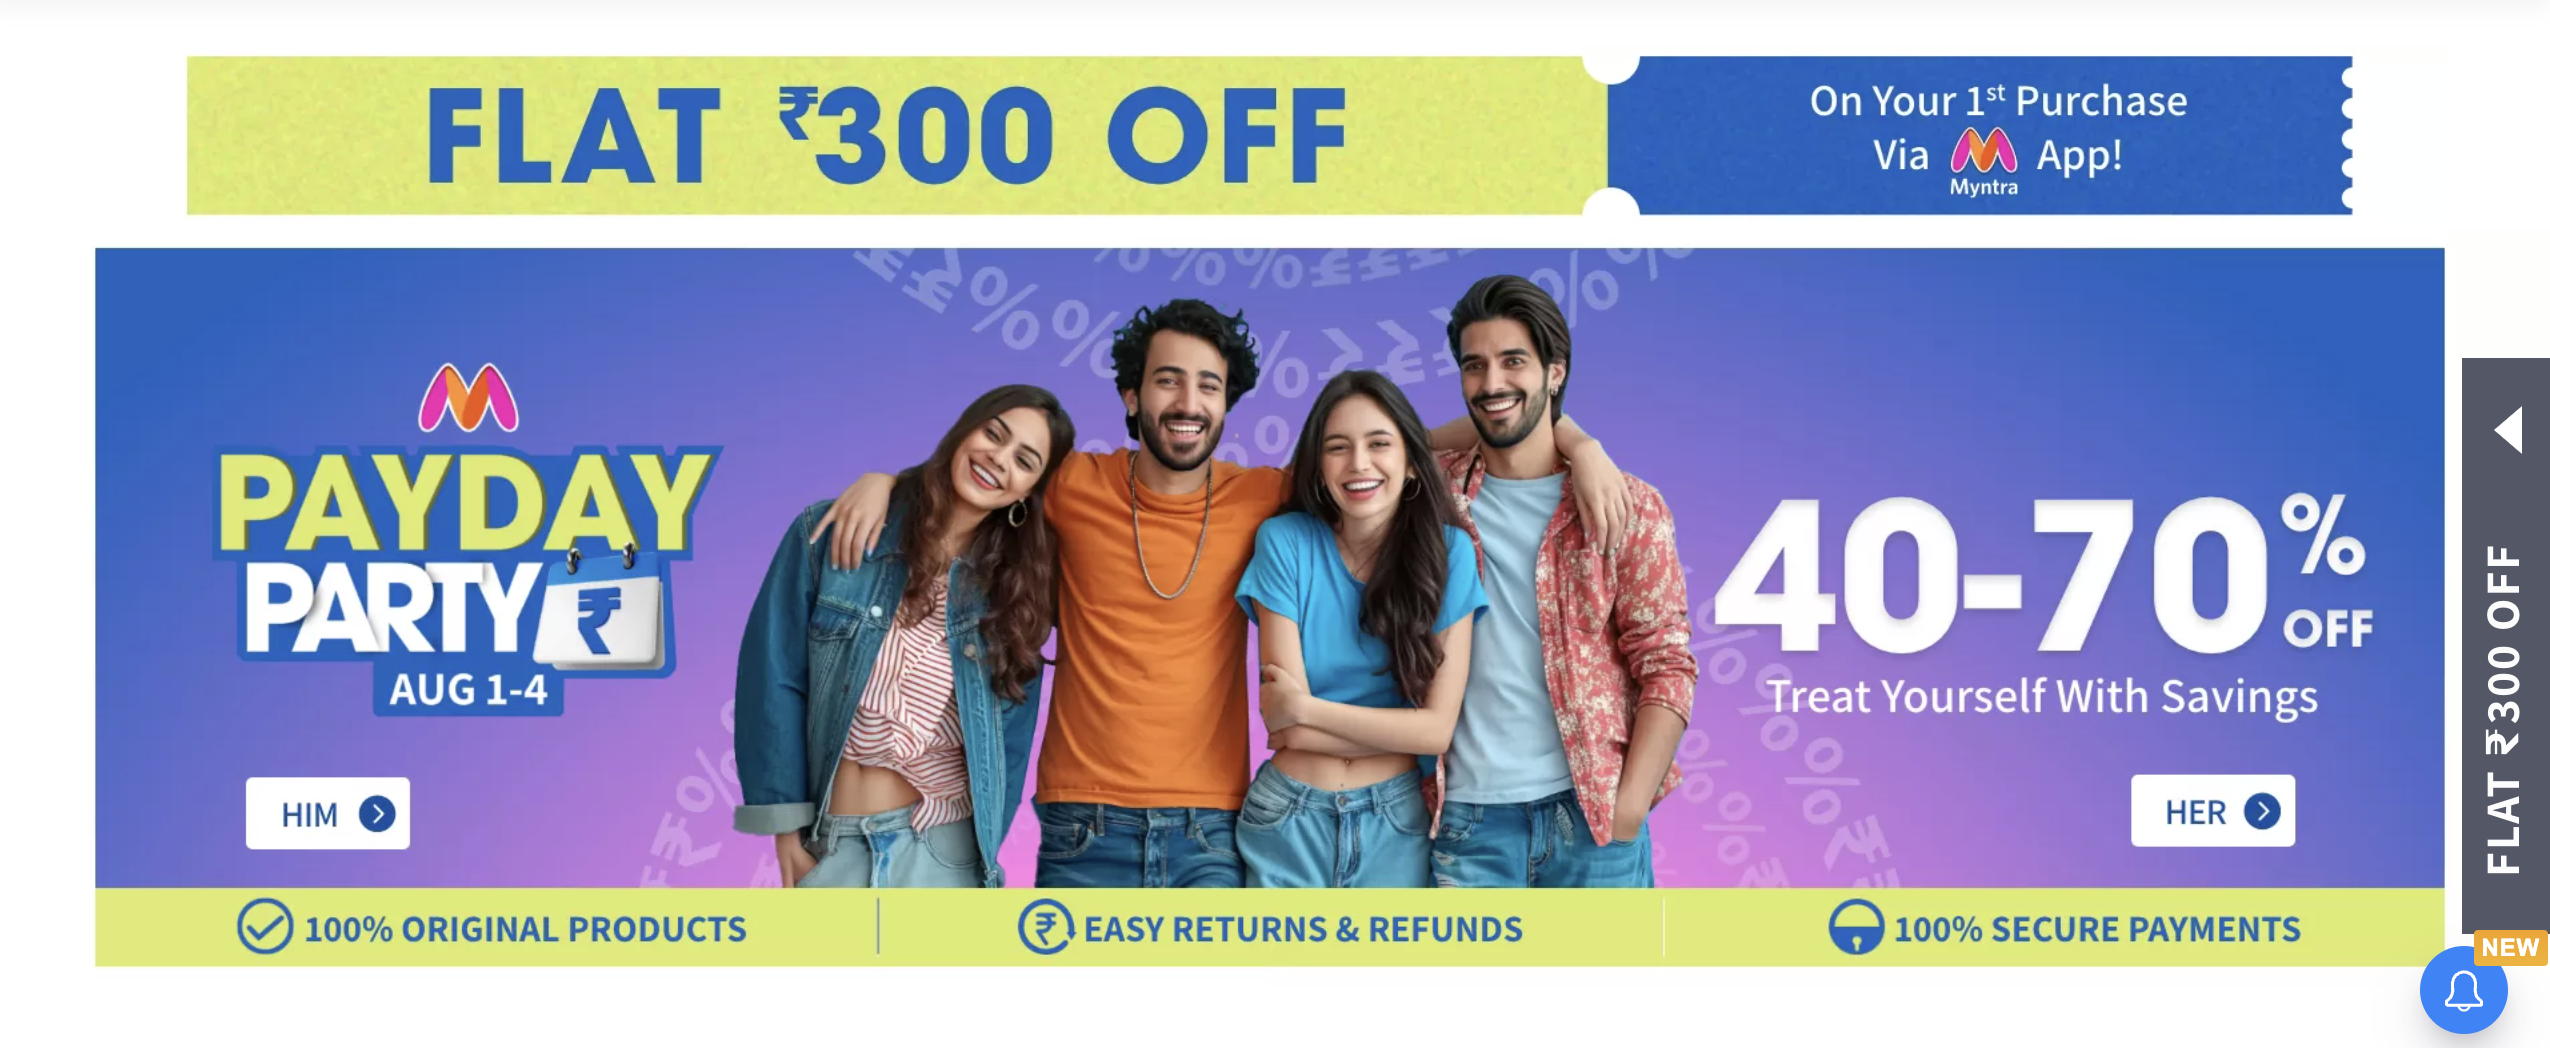 FLAT ₹300 OFF
On Your 1st Purchase
Via Myntra App!
PAYDAY
PARTY ₹
AUG 1-4
40-70% OFF
Treat Yourself With Savings
HIM
HER
100% ORIGINAL PRODUCTS
₹ EASY RETURNS & REFUNDS
100% SECURE PAYMENTS
FLAT ₹300 OFF
NEW